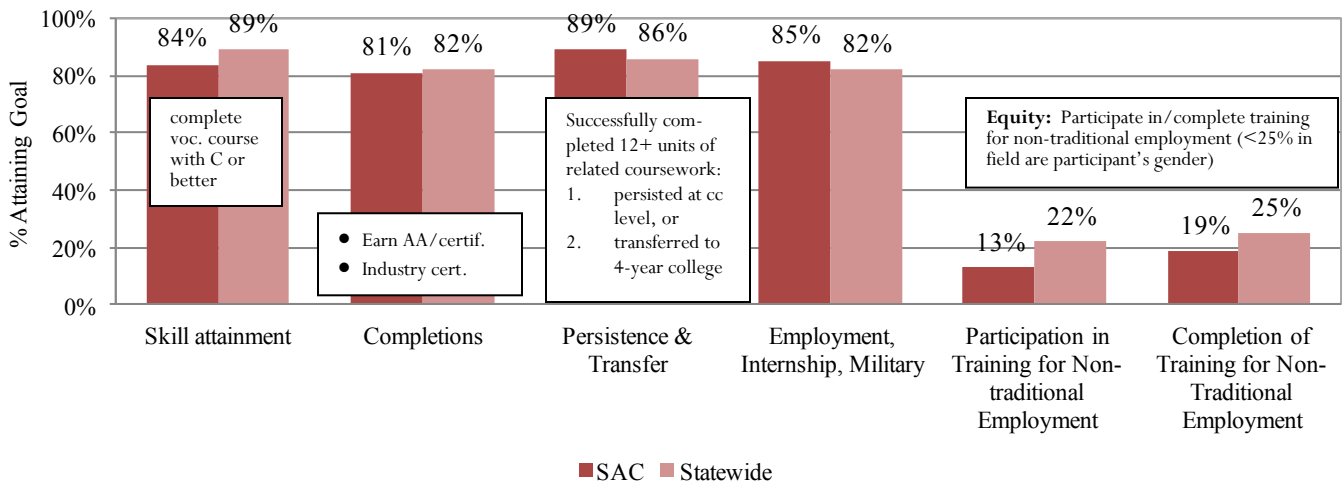 % Attaining Goal
100%
80%
60%
40%
20%
0%
84%
89%
81%
82%
89%
86%
85%
82%
13%
22%
19%
25%
complete
voc. course
with C or
better
● Earn AA/certif.
● Industry cert.
Successfully com-
pleted 12+ units of
related coursework:
1. persisted at cc
level, or
2. transferred to
4-year college
Equity: Participate in/complete training
for non-traditional employment (<25% in
field are participant's gender)
Skill attainment
Completions
Persistence &
Transfer
Employment,
Internship, Military
Participation in
Training for Non-
traditional
Employment
Completion of
Training for Non-
Traditional
Employment
SAC
Statewide